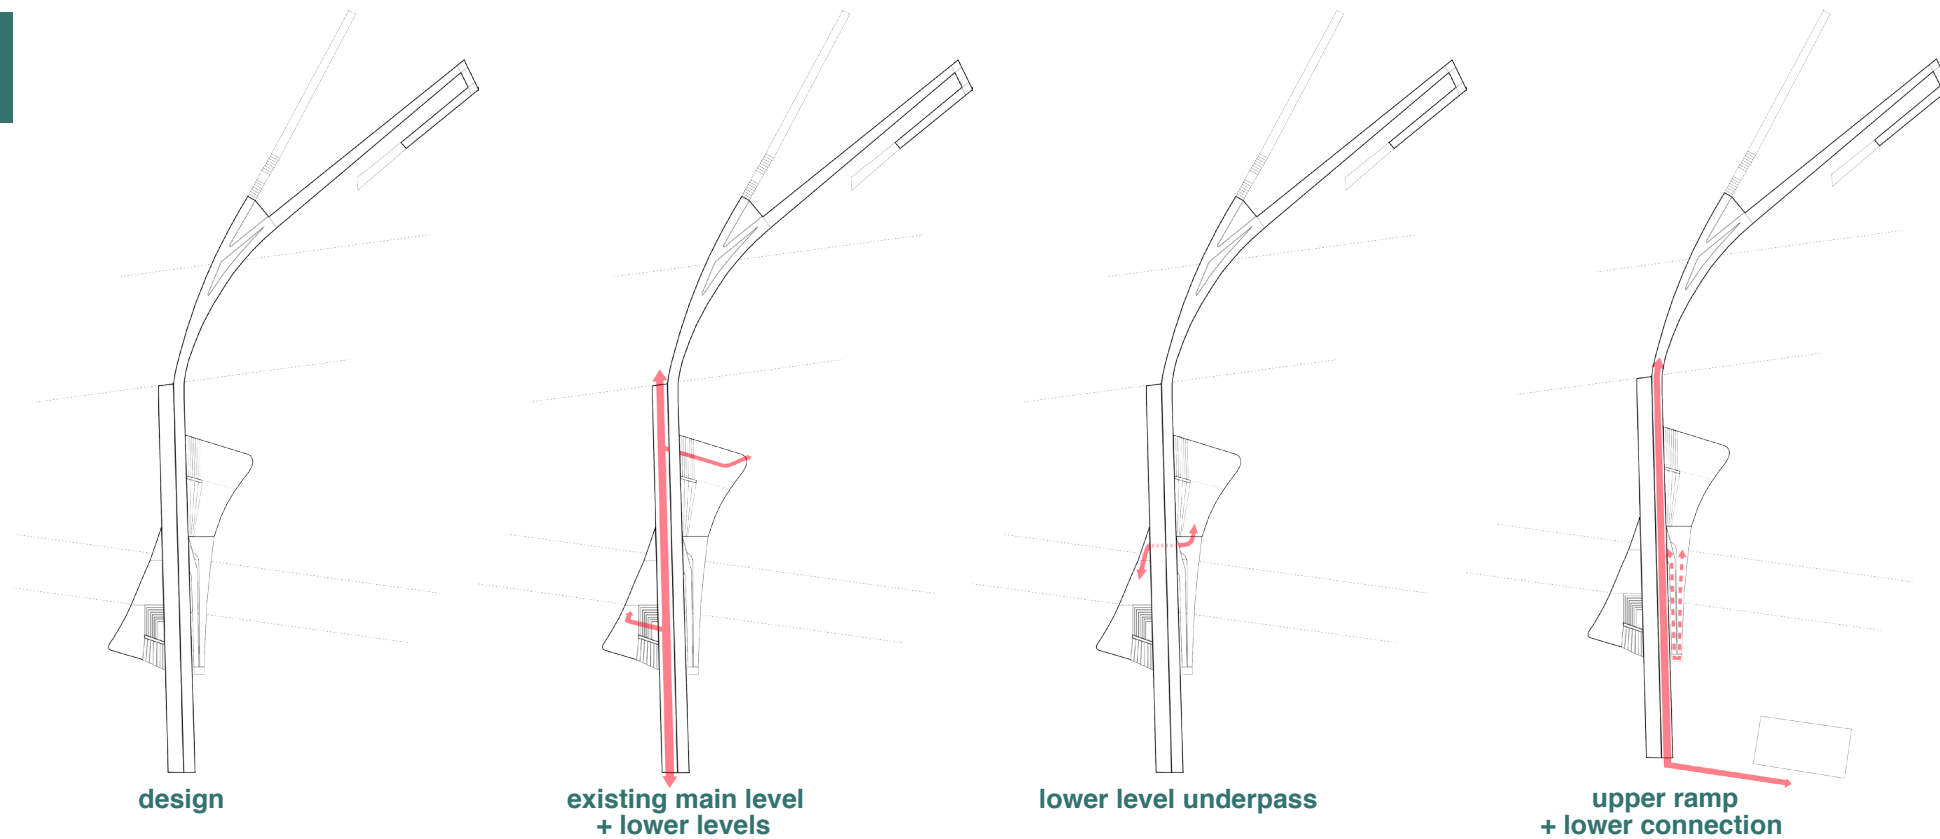 design
existing main level
+ lower levels
lower level underpass
upper ramp
+ lower connection